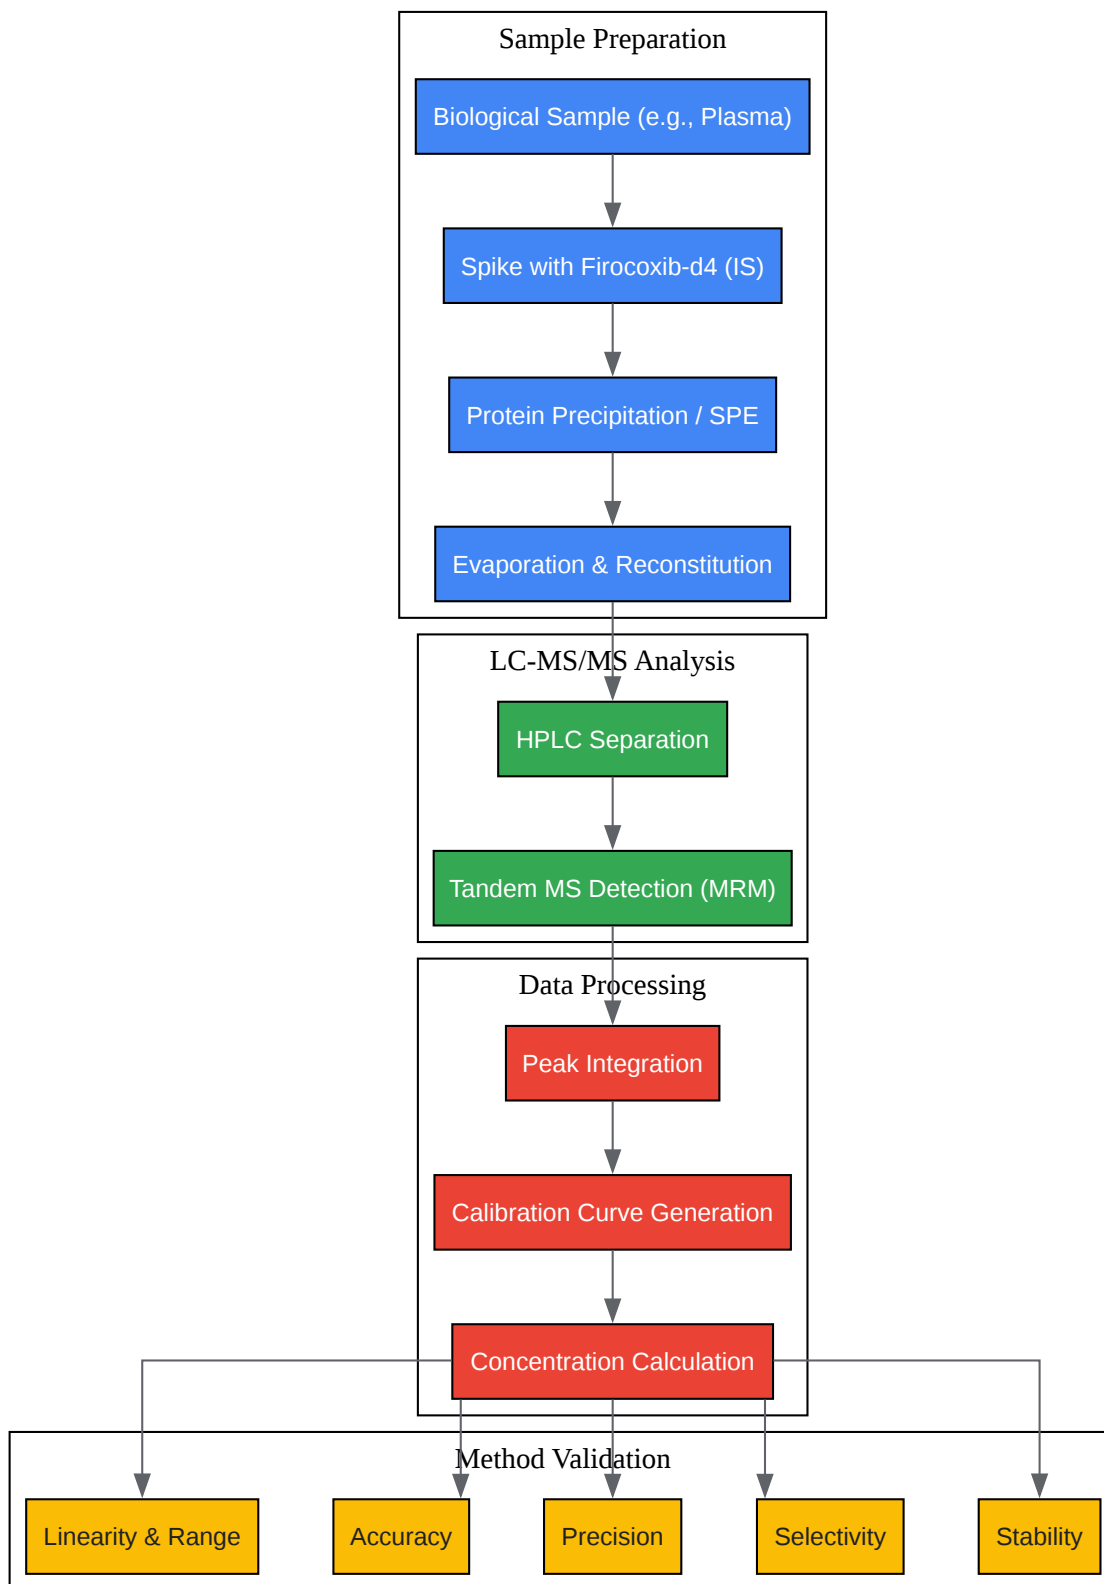 Sample Preparation
Biological Sample (e.g., Plasma)
Spike with Firocoxib-d4 (IS)
Protein Precipitation / SPE
Evaporation & Reconstitution
LC-MS/MS Analysis
HPLC Separation
Tandem MS Detection (MRM)
Data Processing
Peak Integration
Calibration Curve Generation
Concentration Calculation
Method Validation
Linearity & Range
Accuracy
Precision
Selectivity
Stability